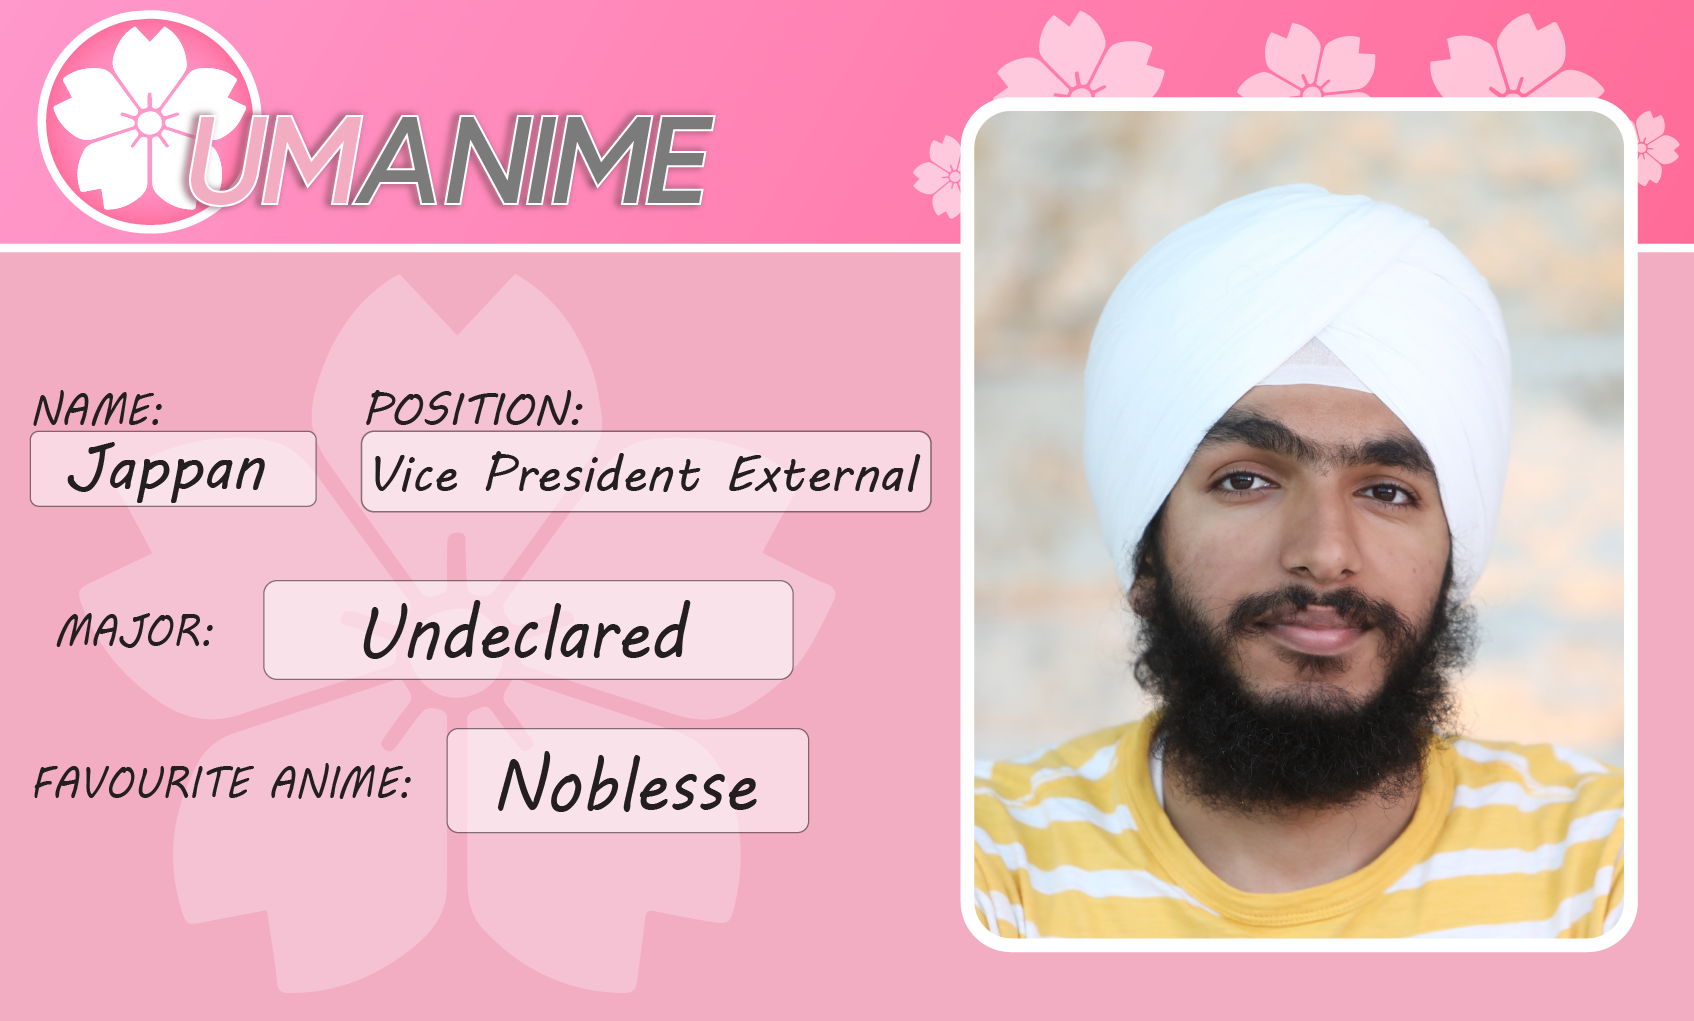 UMANIME
NAME:
Jappan
POSITION:
Vice President External
MAJOR:
Undeclared
FAVOURITE ANIME:
Noblesse